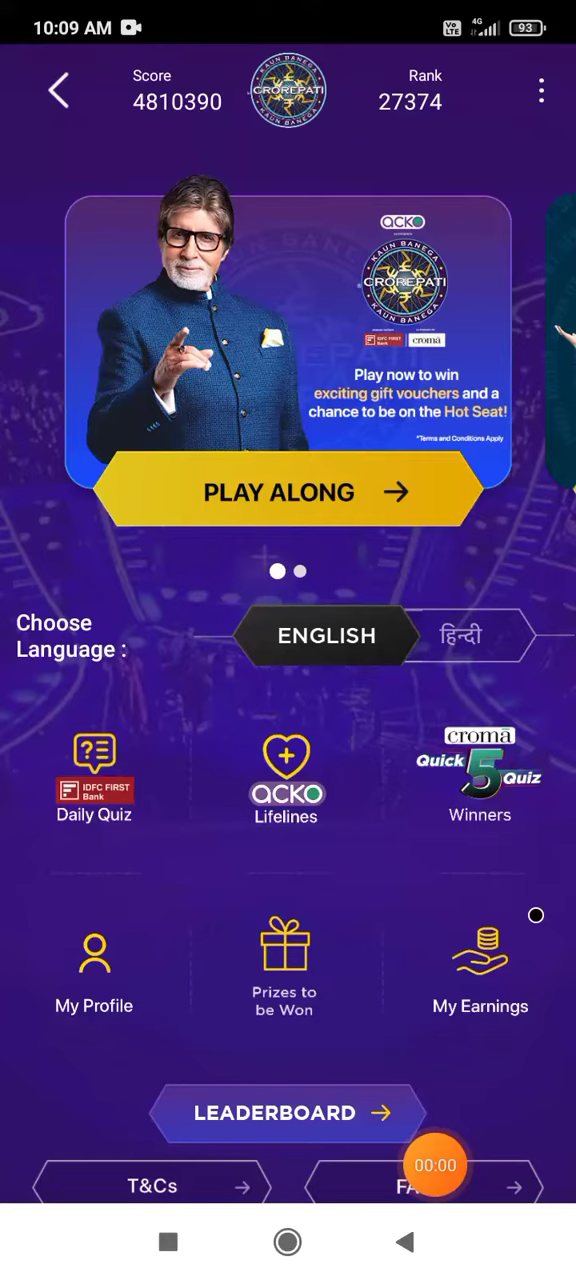 10:09 AM
Vo LTE
4G
93
Score
4810390
KAUN BANEGA
CROREPATI
KAUN BANEGA
Rank
27374
acko
KAUN BANEGA
CROREPATI
KAUN BANEGA
IDFC FIRST
Bank
croma
Play now to win
exciting gift vouchers and a
chance to be on the Hot Seat!
*Terms and Conditions Apply
PLAY ALONG
Choose
Language :
ENGLISH
हिन्दी
IDFC FIRST
Bank
Daily Quiz
acko
Lifelines
croma
Quick 5 Quiz
Winners
My Profile
Prizes to
be Won
My Earnings
LEADERBOARD
00:00
T&Cs